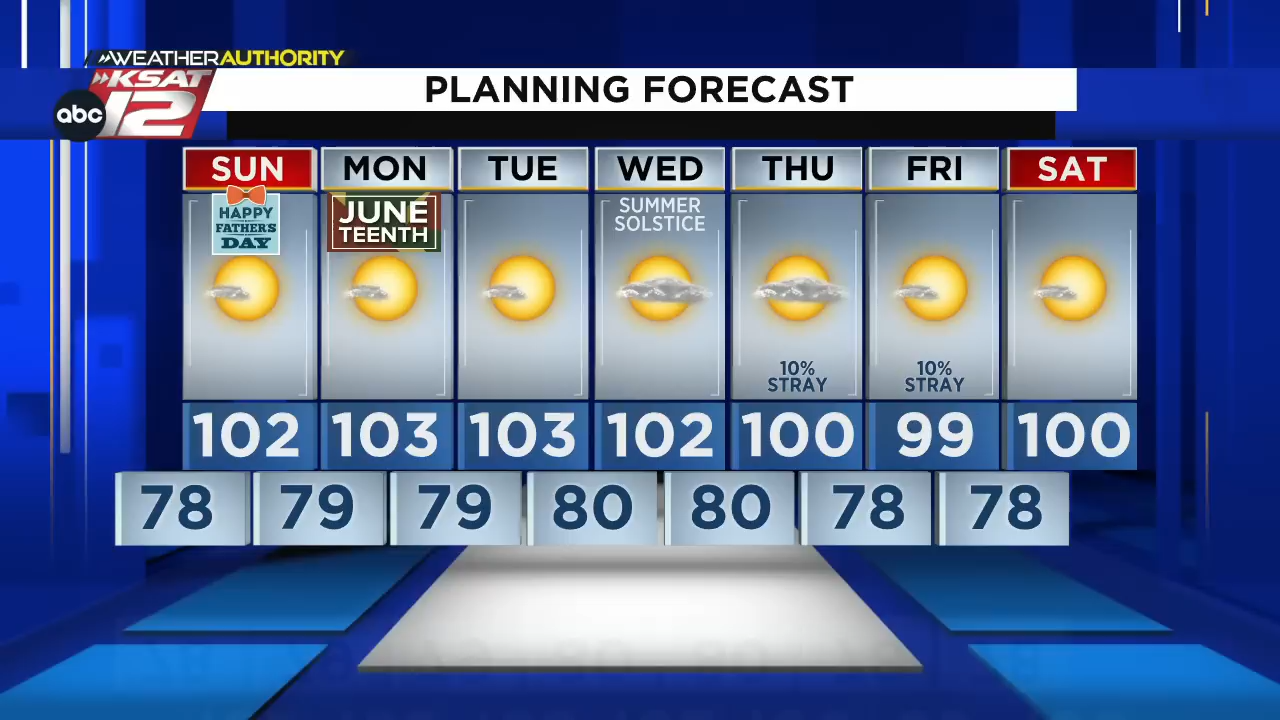 WEATHERAUTHORITY
KSAT
abc 12
PLANNING FORECAST
SUN MON TUE WED THU FRI SAT
HAPPY
FATHER'S
DAY
JUNE
TEENTH
SUMMER
SOLSTICE
10%
STRAY
10%
STRAY
102 103 103 102 100 99 100
78 79 79 80 80 78 78